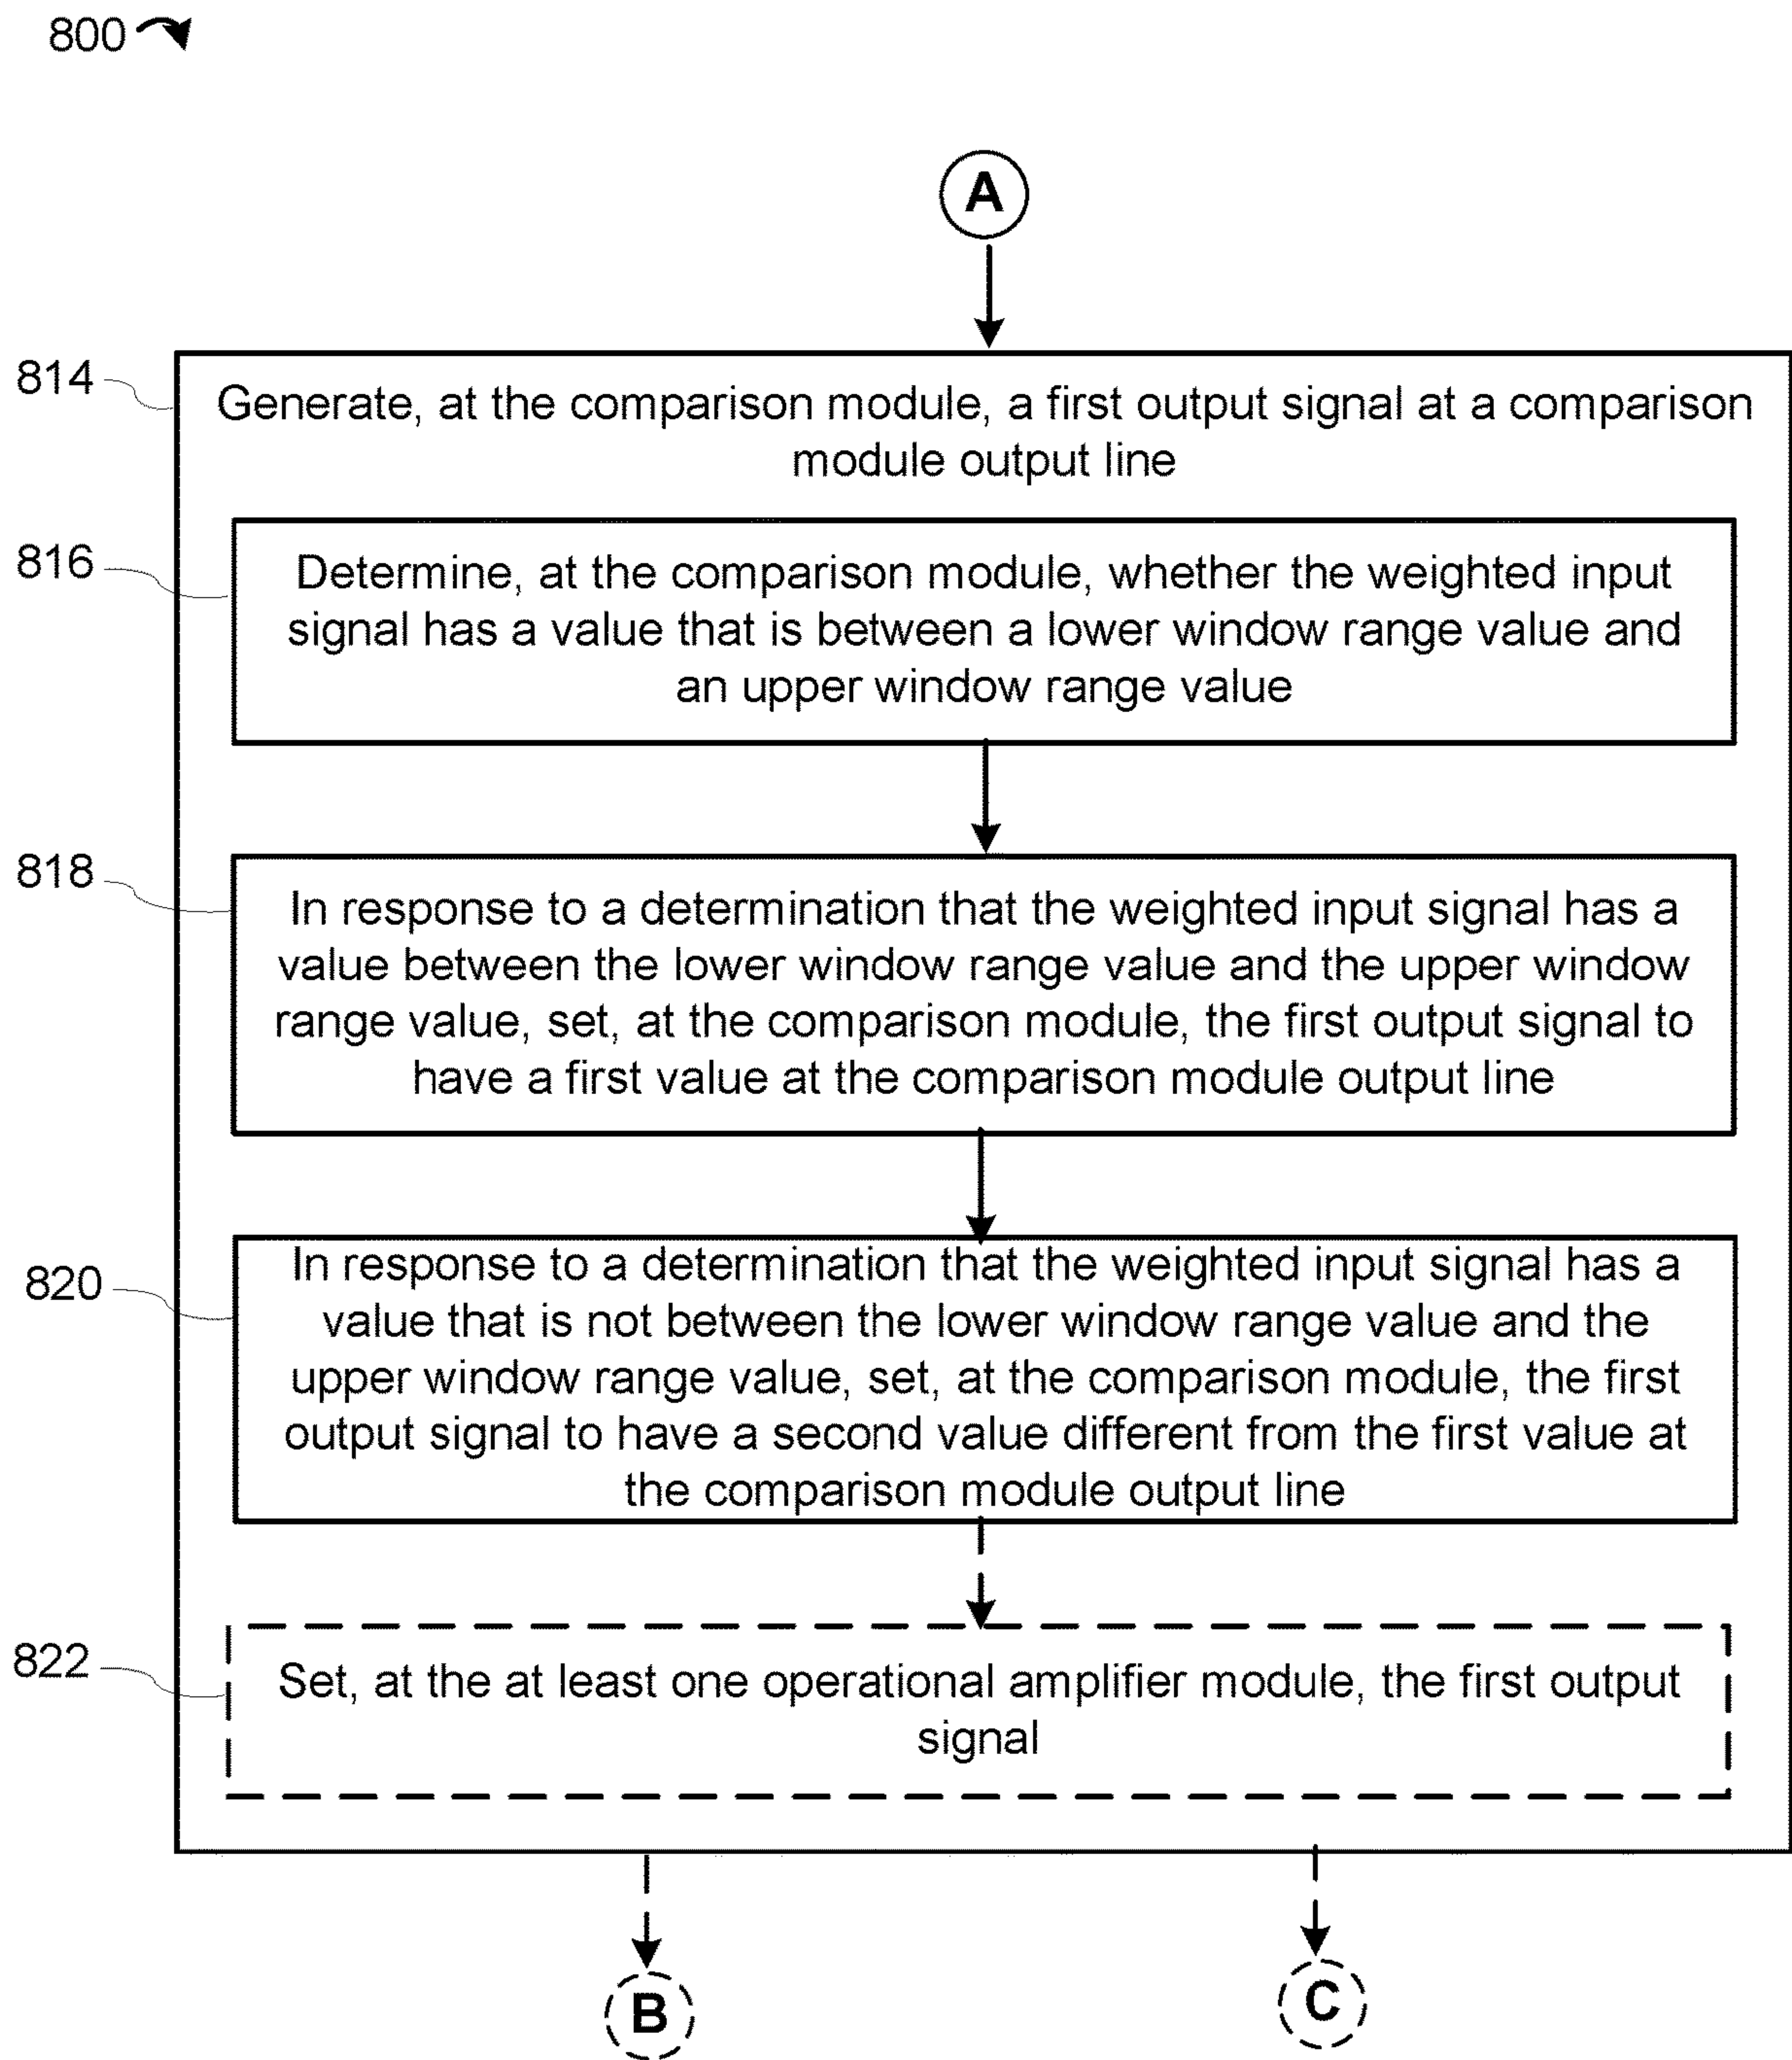 800
A
814
Generate, at the comparison module, a first output signal at a comparison
module output line
816
Determine, at the comparison module, whether the weighted input
signal has a value that is between a lower window range value and
an upper window range value
818
In response to a determination that the weighted input signal has a
value between the lower window range value and the upper window
range value, set, at the comparison module, the first output signal to
have a first value at the comparison module output line
820
In response to a determination that the weighted input signal has a
value that is not between the lower window range value and the
upper window range value, set, at the comparison module, the first
output signal to have a second value different from the first value at
the comparison module output line
822
Set, at the at least one operational amplifier module, the first output
signal
B
C